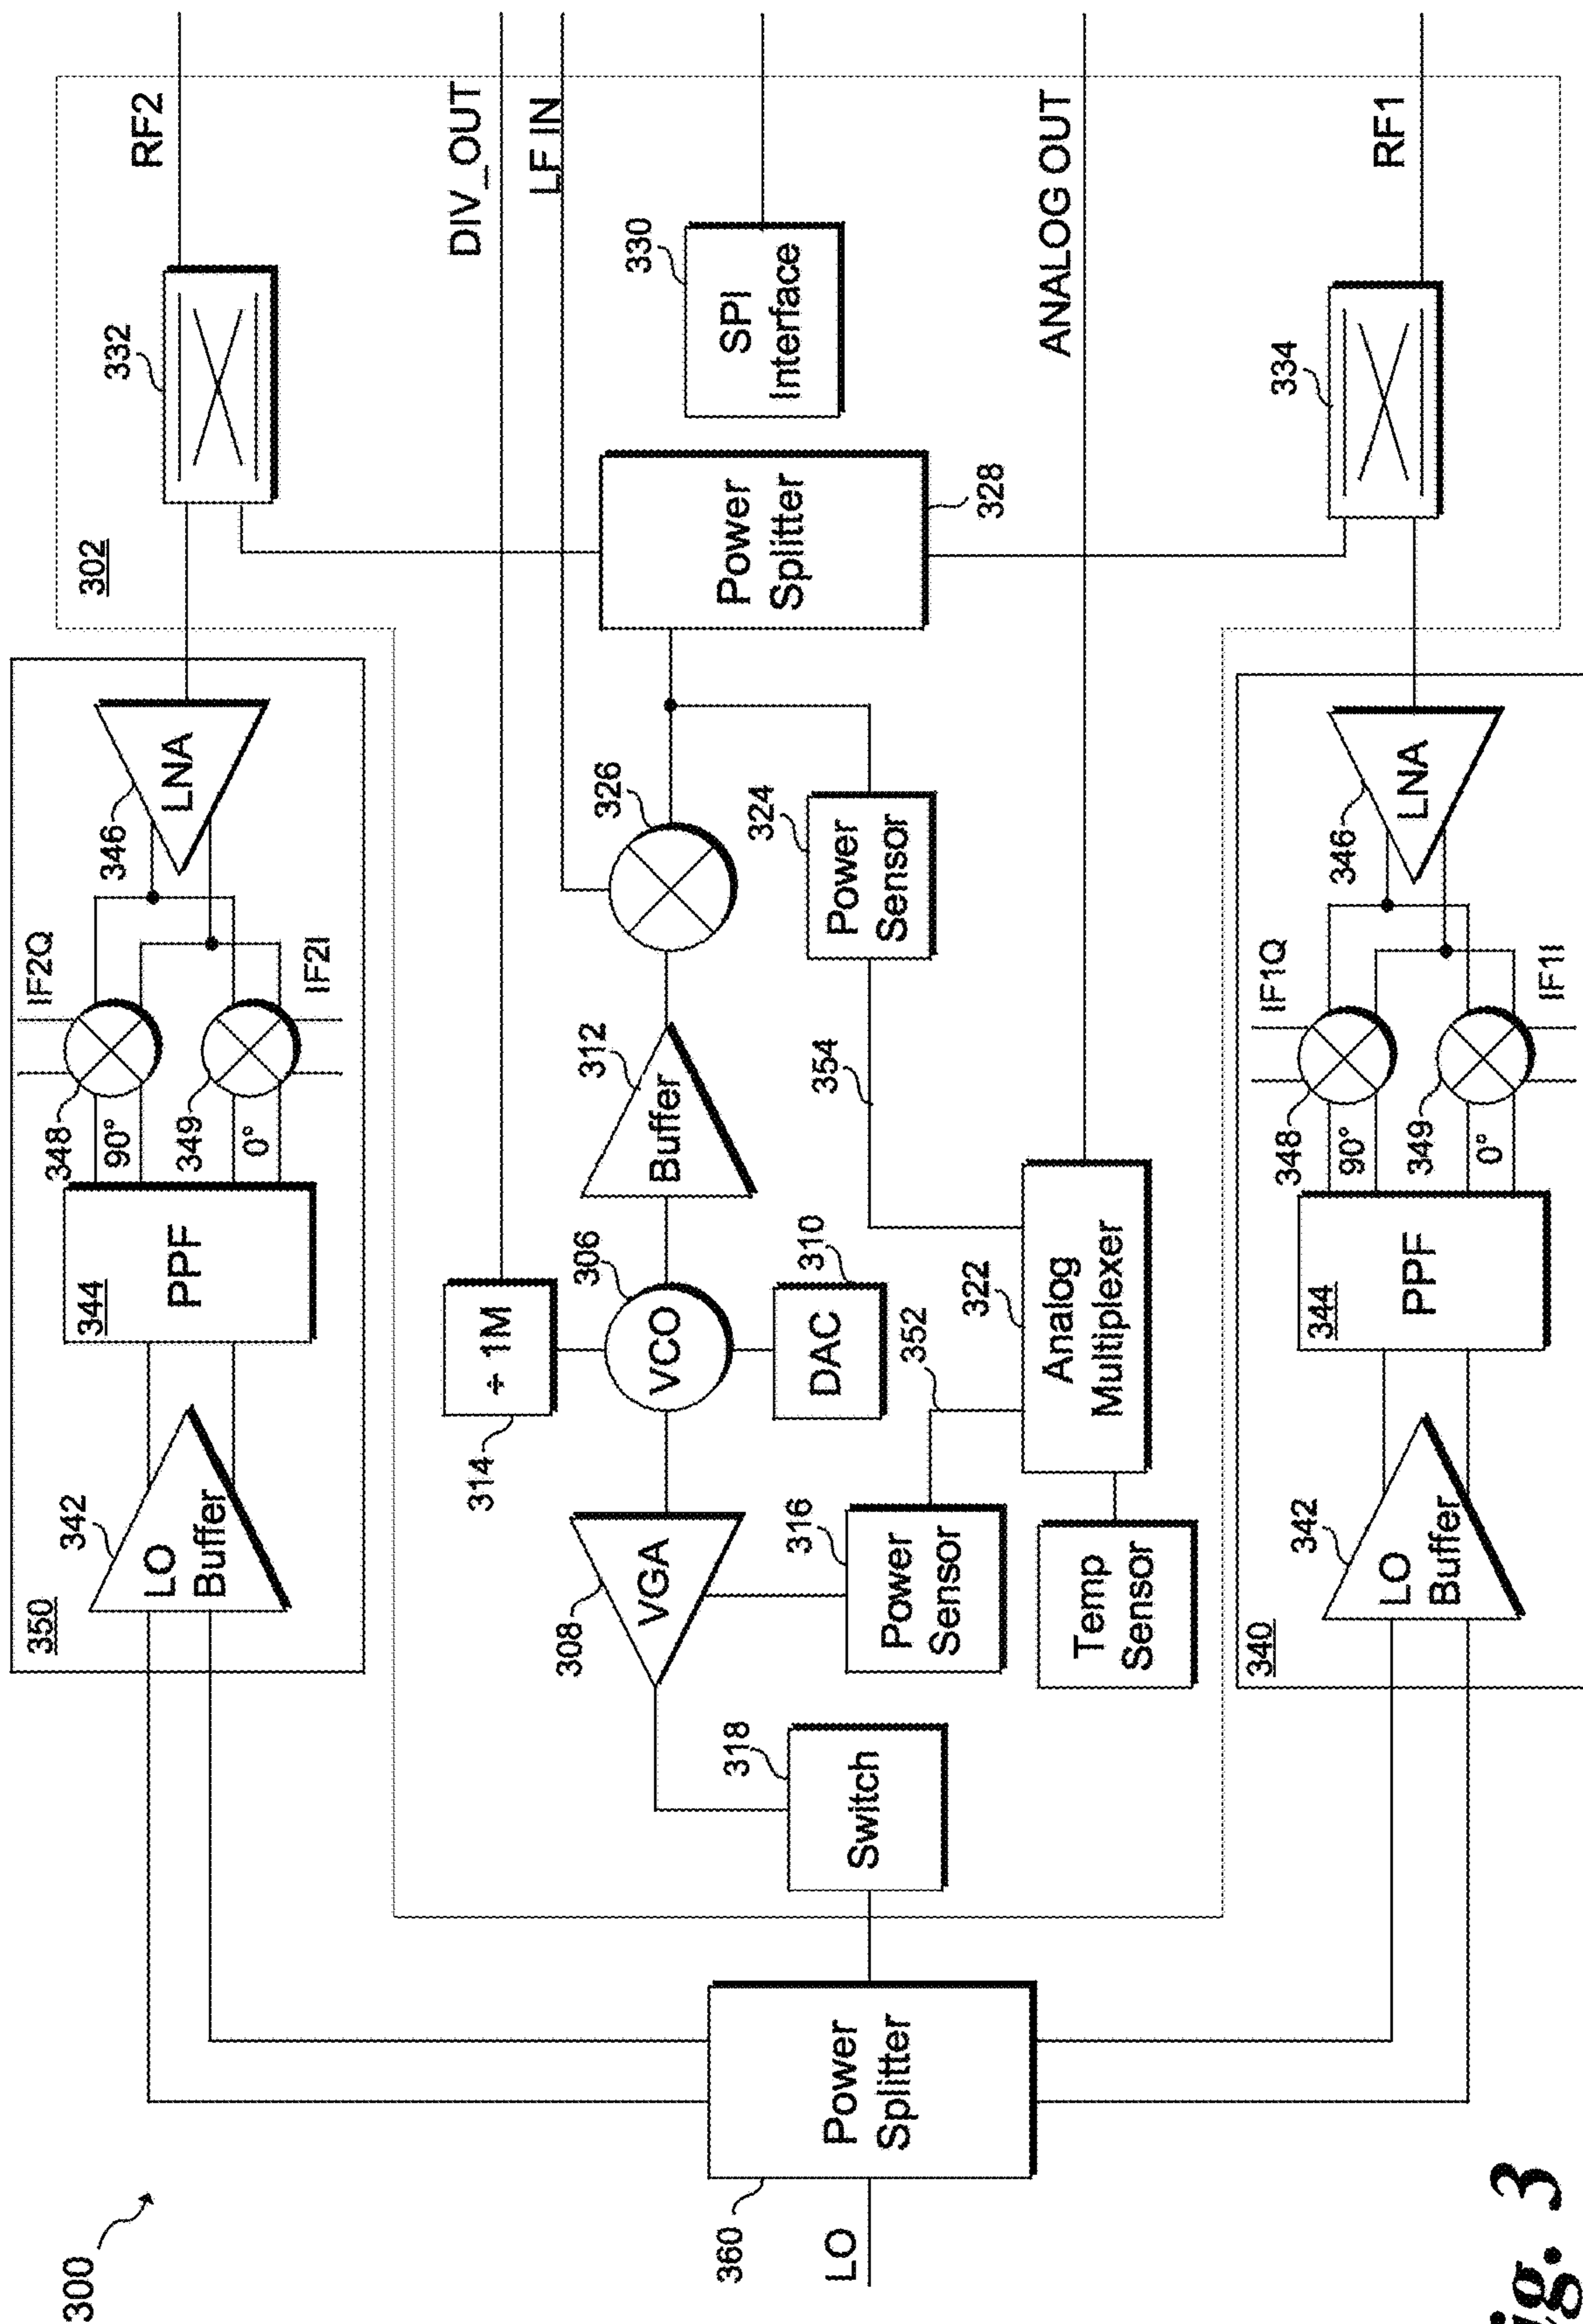 300
350
342
LO
Buffer
344
PPF
348
90°
349
0°
IF2Q
IF2I
346
LNA
302
332
RF2
DIV_OUT
LF IN
314
÷ 1M
308
VGA
306
VCO
312
Buffer
326
328
Power
Splitter
330
SPI
Interface
310
DAC
324
Power
Sensor
354
318
Switch
316
Power
Sensor
352
322
Analog
Multiplexer
Temp
Sensor
ANALOG OUT
360
Power
Splitter
LO
340
342
LO
Buffer
344
PPF
348
90°
349
0°
IF1Q
IF1I
346
LNA
334
RF1
ig. 3